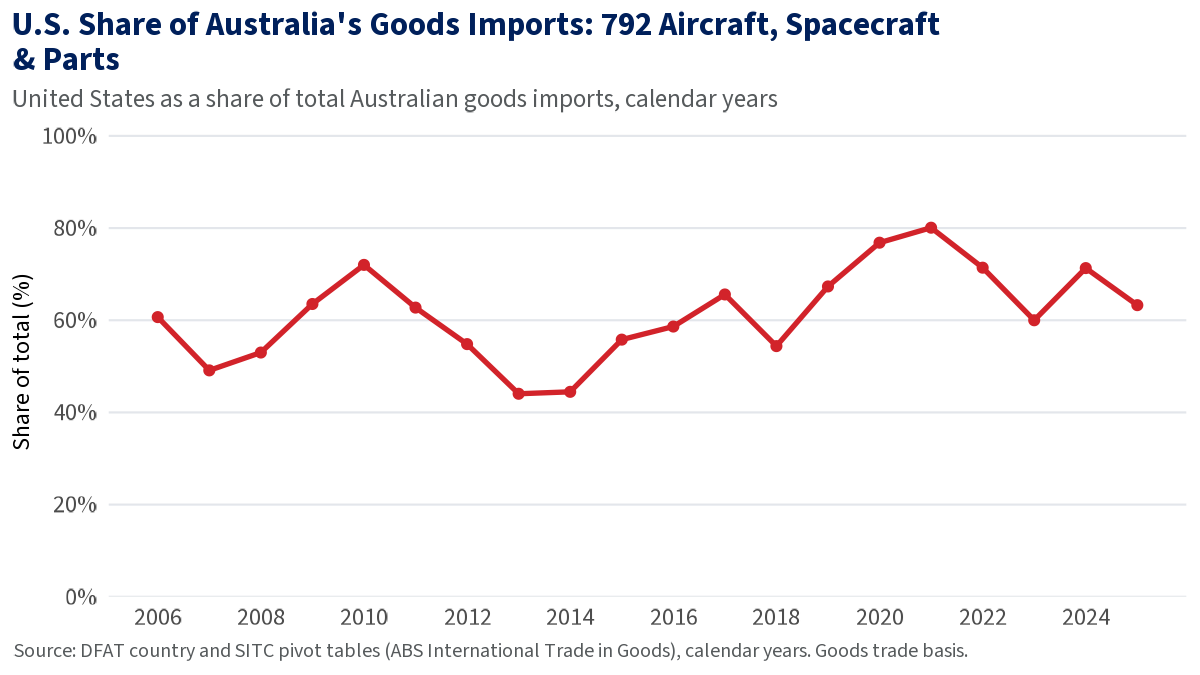 U.S. Share of Australia's Goods Imports: 792 Aircraft, Spacecraft
& Parts
United States as a share of total Australian goods imports, calendar years
100%
80%
60%
40%
20%
0%
Share of total (%)
2006 2008 2010 2012 2014 2016 2018 2020 2022 2024
Source: DFAT country and SITC pivot tables (ABS International Trade in Goods), calendar years. Goods trade basis.